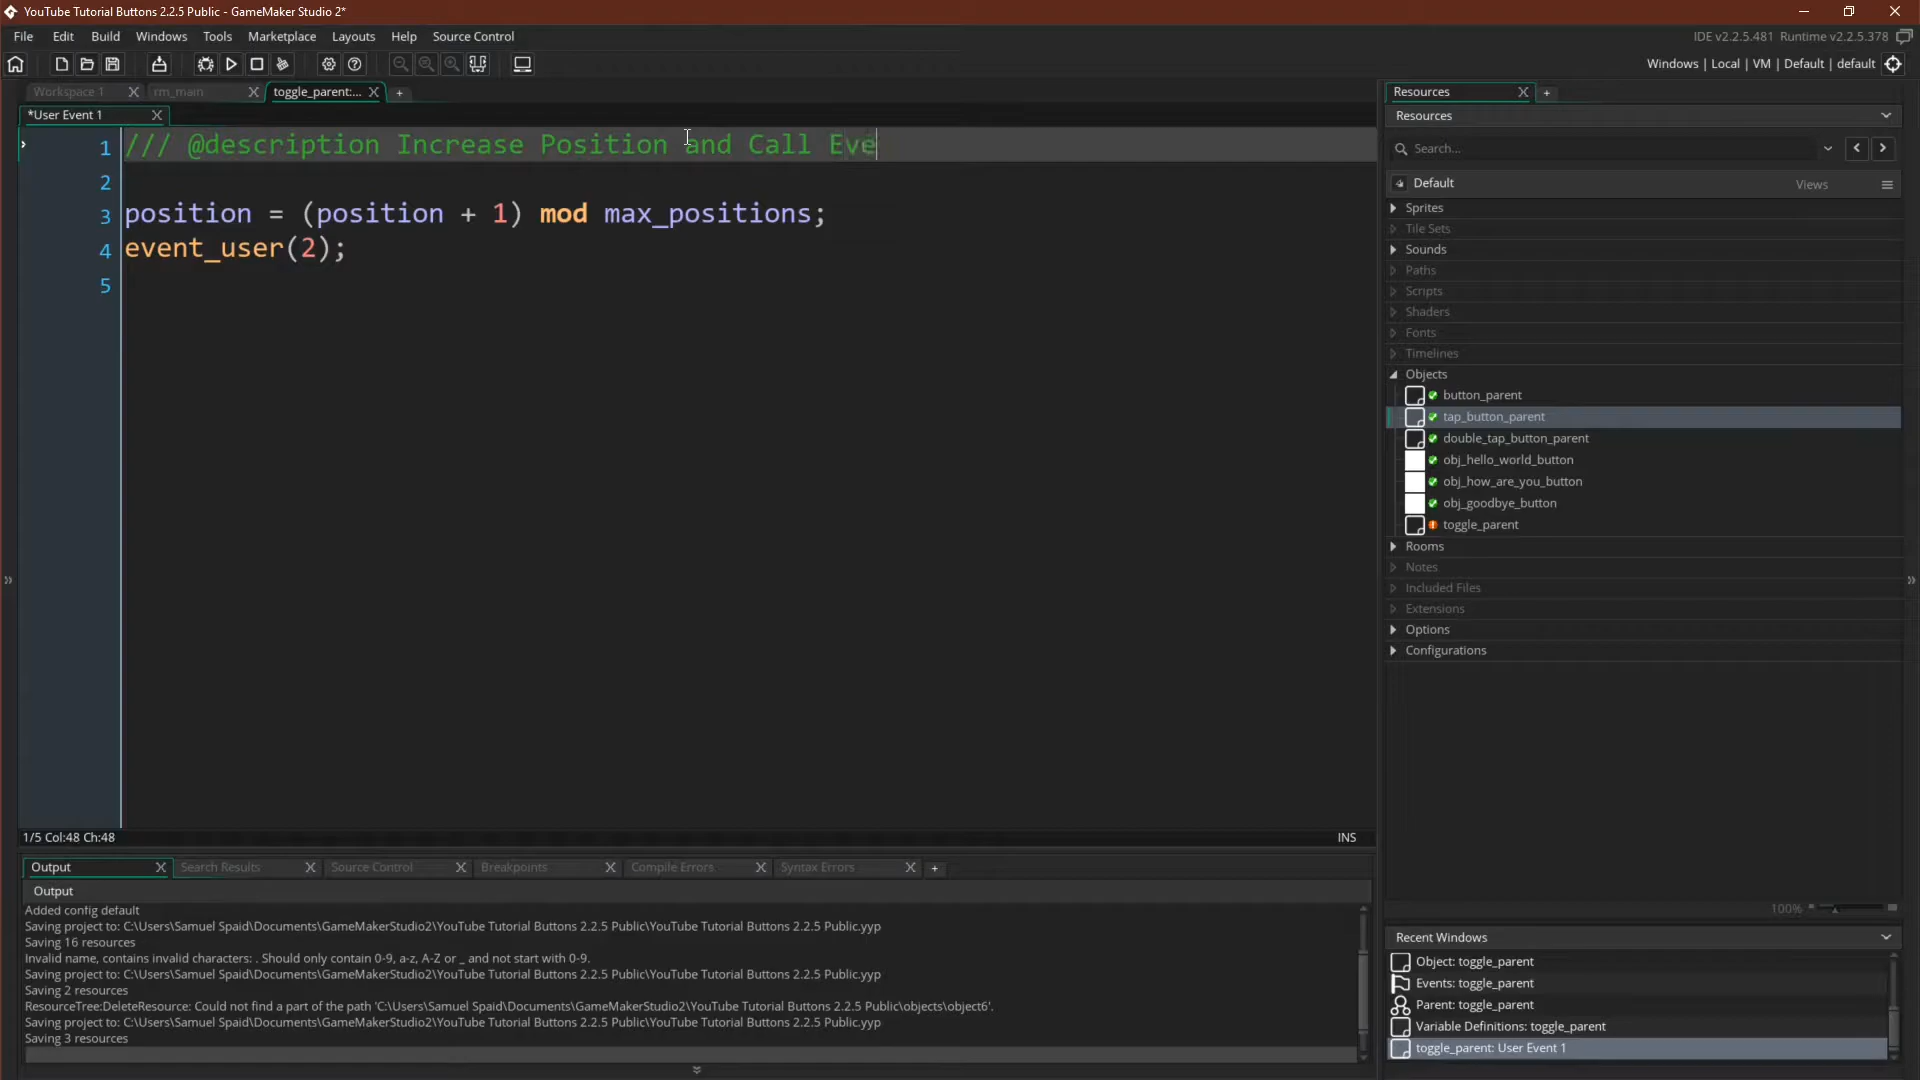 YouTube Tutorial Buttons 2.2.5 Public - GameMaker Studio 2*
File Edit Build Windows Tools Marketplace Layouts Help Source Control
IDE v2.2.5.481 Runtime v2.2.5.378
Windows | Local | VM | Default | default
Workspace 1 rm_main toggle_parent:...
*User Event 1
1 /// @description Increase Position and Call Eve
2
3 position = (position + 1) mod max_positions;
4 event_user(2);
5
1/5 Col:48 Ch:48 INS
Output Search Results Source Control Breakpoints Compile Errors Syntax Errors
Output
Added config default
Saving project to: C:\Users\Samuel Spaid\Documents\GameMakerStudio2\YouTube Tutorial Buttons 2.2.5 Public\YouTube Tutorial Buttons 2.2.5 Public.yyp
Saving 16 resources
Invalid name, contains invalid characters: . Should only contain 0-9, a-z, A-Z or _ and not start with 0-9.
Saving project to: C:\Users\Samuel Spaid\Documents\GameMakerStudio2\YouTube Tutorial Buttons 2.2.5 Public\YouTube Tutorial Buttons 2.2.5 Public.yyp
Saving 2 resources
ResourceTree:DeleteResource: Could not find a part of the path 'C:\Users\Samuel Spaid\Documents\GameMakerStudio2\YouTube Tutorial Buttons 2.2.5 Public\objects\object6'.
Saving project to: C:\Users\Samuel Spaid\Documents\GameMakerStudio2\YouTube Tutorial Buttons 2.2.5 Public\YouTube Tutorial Buttons 2.2.5 Public.yyp
Saving 3 resources
Resources
Resources
Search...
Default Views
Sprites
Tile Sets
Sounds
Paths
Scripts
Shaders
Fonts
Timelines
Objects
button_parent
tap_button_parent
double_tap_button_parent
obj_hello_world_button
obj_how_are_you_button
obj_goodbye_button
toggle_parent
Rooms
Notes
Included Files
Extensions
Options
Configurations
100%
Recent Windows
Object: toggle_parent
Events: toggle_parent
Parent: toggle_parent
Variable Definitions: toggle_parent
toggle_parent: User Event 1